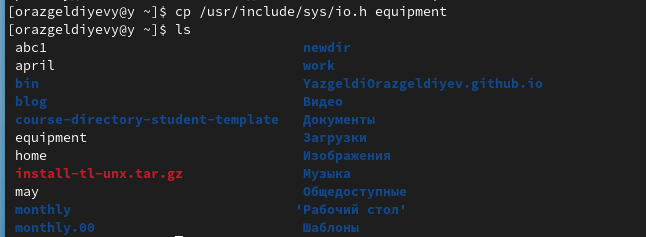 [orazgeldiyevy@y ~]$ cp /usr/include/sys/io.h equipment
[orazgeldiyevy@y ~]$ ls
abc1 newdir
april work
bin YazgeldiOrazgeldiyev.github.io
blog Видео
course-directory-student-template Документы
equipment Загрузки
home Изображения
install-tl-unx.tar.gz Музыка
may Общедоступные
monthly 'Рабочий стол'
monthly.00 Шаблоны